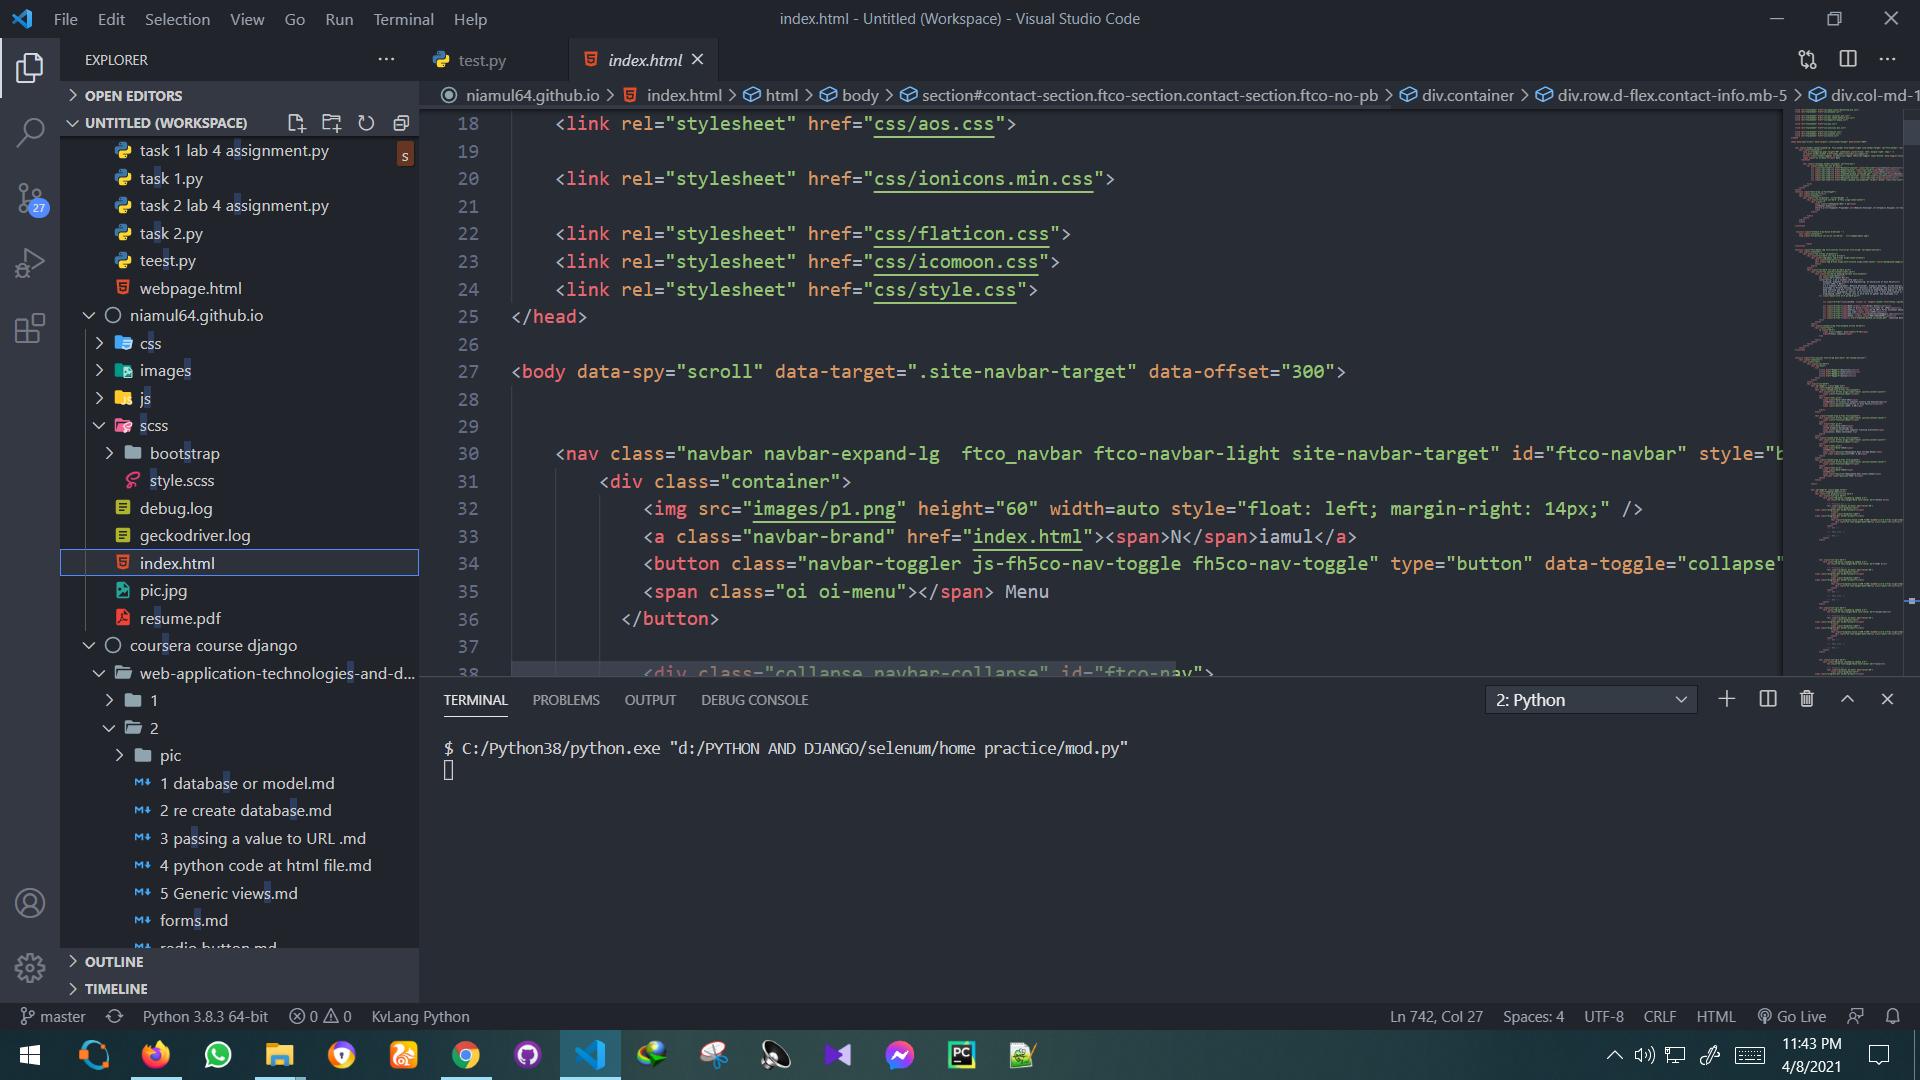 File Edit Selection View Go Run Terminal Help
index.html - Untitled (Workspace) - Visual Studio Code
EXPLORER
test.py
index.html
OPEN EDITORS
niamul64.github.io > index.html > html > body > section#contact-section.ftco-section.contact-section.ftco-no-pb > div.container > div.row.d-flex.contact-info.mb-5 > div.col-md-1
UNTITLED (WORKSPACE)
task 1 lab 4 assignment.py
s
task 1.py
task 2 lab 4 assignment.py
task 2.py
teest.py
webpage.html
niamul64.github.io
css
images
js
scss
bootstrap
style.scss
debug.log
geckodriver.log
index.html
pic.jpg
resume.pdf
coursera course django
web-application-technologies-and-d...
1
2
pic
1 database or model.md
2 re create database.md
3 passing a value to URL .md
4 python code at html file.md
5 Generic views.md
forms.md
radio button.md
OUTLINE
TIMELINE
27
18 <link rel="stylesheet" href="css/aos.css">
19
20 <link rel="stylesheet" href="css/ionicons.min.css">
21
22 <link rel="stylesheet" href="css/flaticon.css">
23 <link rel="stylesheet" href="css/icomoon.css">
24 <link rel="stylesheet" href="css/style.css">
25 </head>
26
27 <body data-spy="scroll" data-target=".site-navbar-target" data-offset="300">
28
29
30 <nav class="navbar navbar-expand-lg  ftco_navbar ftco-navbar-light site-navbar-target" id="ftco-navbar" style="b
31 <div class="container">
32 <img src="images/p1.png" height="60" width=auto style="float: left; margin-right: 14px;" />
33 <a class="navbar-brand" href="index.html"><span>N</span>iamul</a>
34 <button class="navbar-toggler js-fh5co-nav-toggle fh5co-nav-toggle" type="button" data-toggle="collapse"
35 <span class="oi oi-menu"></span> Menu
36 </button>
37
38 <div class="collapse navbar-collapse" id="ftco-nav">
TERMINAL PROBLEMS OUTPUT DEBUG CONSOLE
2: Python
$ C:/Python38/python.exe "d:/PYTHON AND DJANGO/selenum/home practice/mod.py"
master Python 3.8.3 64-bit 0 0 KvLang Python
Ln 742, Col 27 Spaces: 4 UTF-8 CRLF HTML Go Live
PC
11:43 PM
4/8/2021